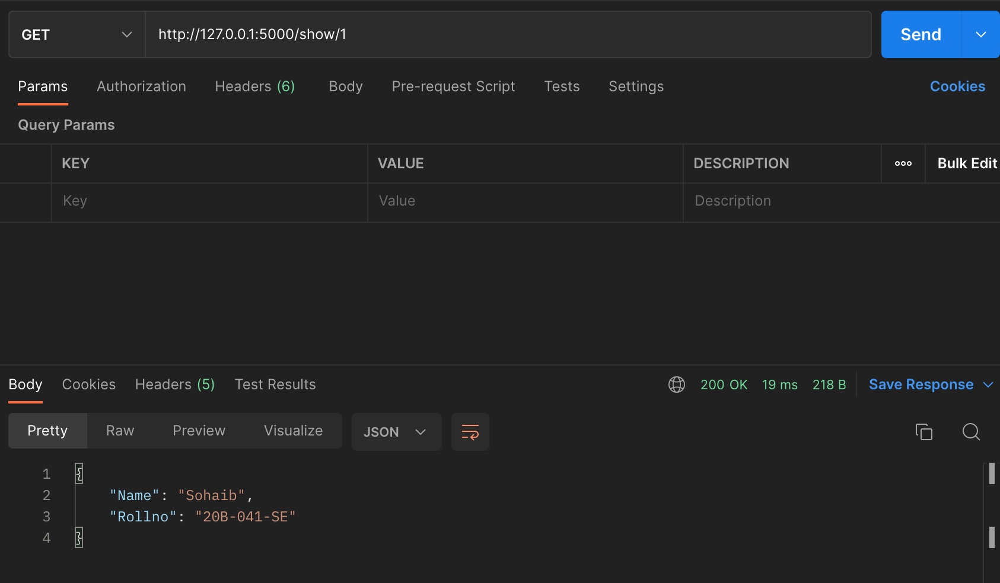 GET http://127.0.0.1:5000/show/1 Send
Params Authorization Headers (6) Body Pre-request Script Tests Settings Cookies
Query Params
KEY VALUE DESCRIPTION ooo Bulk Edit
Key Value Description
Body Cookies Headers (5) Test Results 200 OK 19 ms 218 B Save Response
Pretty Raw Preview Visualize JSON
1 {
2 "Name": "Sohaib",
3 "Rollno": "20B-041-SE"
4 }